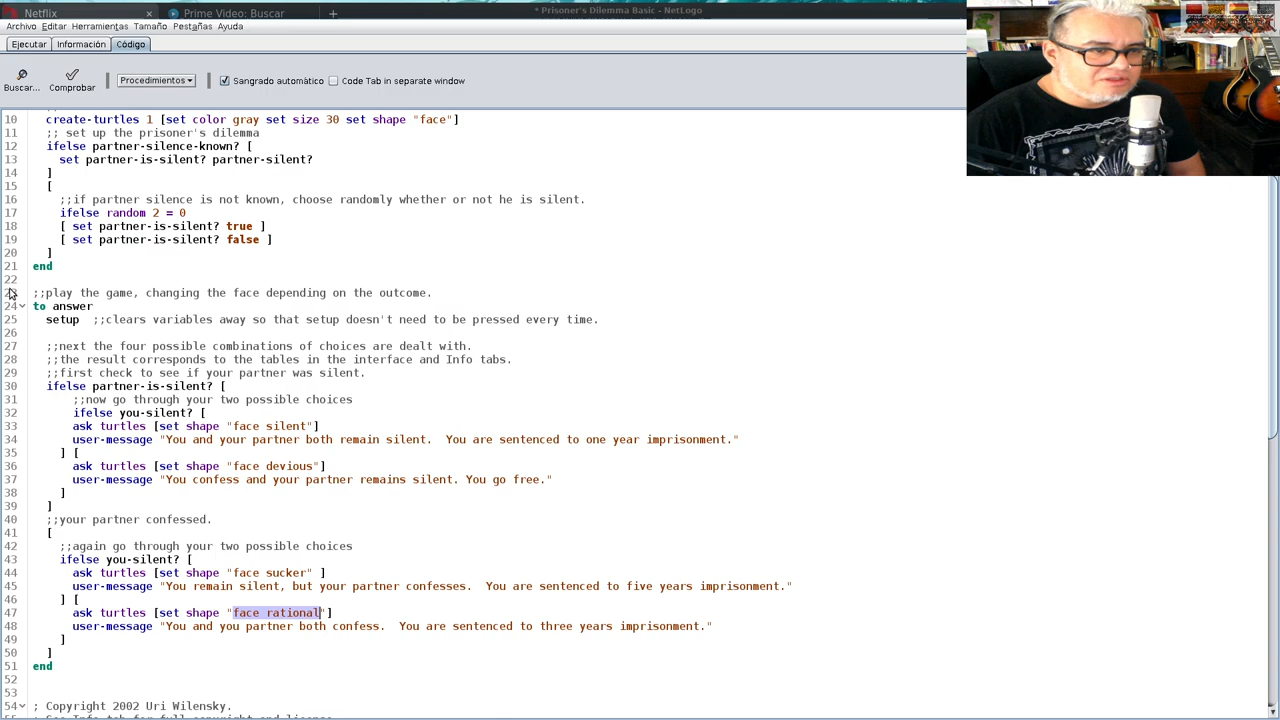 Netflix × Prime Video: Buscar +
* Prisoner's Dilemma Basic - NetLogo
Archivo Editar Herramientas Tamaño Pestañas Ayuda
Ejecutar Información Código
Buscar... Comprobar Procedimientos Sangrado automático Code Tab in separate window
10 create-turtles 1 [set color gray set size 30 set shape "face"]
11 ;; set up the prisoner's dilemma
12 ifelse partner-silence-known? [
13 set partner-is-silent? partner-silent?
14 ]
15 [
16 ;;if partner silence is not known, choose randomly whether or not he is silent.
17 ifelse random 2 = 0
18 [ set partner-is-silent? true ]
19 [ set partner-is-silent? false ]
20 ]
21 end
22
;;play the game, changing the face depending on the outcome.
24 to answer
25 setup ;;clears variables away so that setup doesn't need to be pressed every time.
26
27 ;;next the four possible combinations of choices are dealt with.
28 ;;the result corresponds to the tables in the interface and Info tabs.
29 ;;first check to see if your partner was silent.
30 ifelse partner-is-silent? [
31 ;;now go through your two possible choices
32 ifelse you-silent? [
33 ask turtles [set shape "face silent"]
34 user-message "You and your partner both remain silent. You are sentenced to one year imprisonment."
35 ] [
36 ask turtles [set shape "face devious"]
37 user-message "You confess and your partner remains silent. You go free."
38 ]
39 ]
40 ;;your partner confessed.
41 [
42 ;;again go through your two possible choices
43 ifelse you-silent? [
44 ask turtles [set shape "face sucker" ]
45 user-message "You remain silent, but your partner confesses. You are sentenced to five years imprisonment."
46 ] [
47 ask turtles [set shape "face rational"]
48 user-message "You and you partner both confess. You are sentenced to three years imprisonment."
49 ]
50 ]
51 end
52
53
54 ; Copyright 2002 Uri Wilensky.
55 ; See Info tab for full copyright and license.